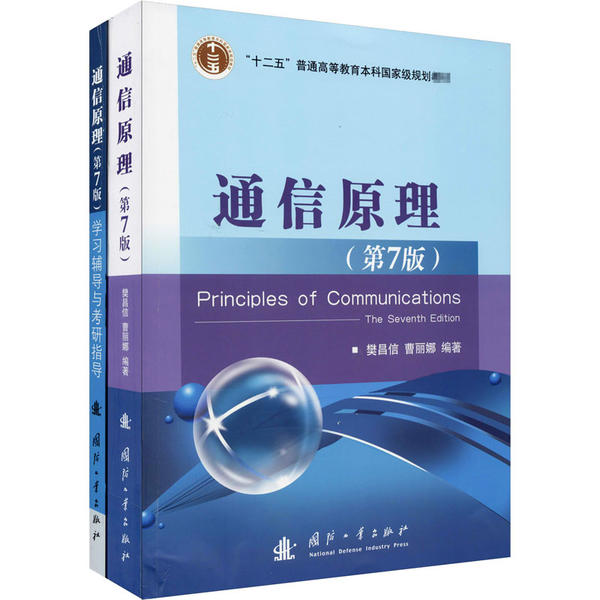 通信原理(第7版)学习辅导与考研指导
国防工业出版社
通信原理(第7版)
樊昌信 曹丽娜 编著
国防工业出版社
十二五
“十二五”普通高等教育本科国家级规划
通信原理
(第7版)
Principles of Communications
The Seventh Edition
樊昌信 曹丽娜 编著
国防工业出版社
National Defense Industry Press